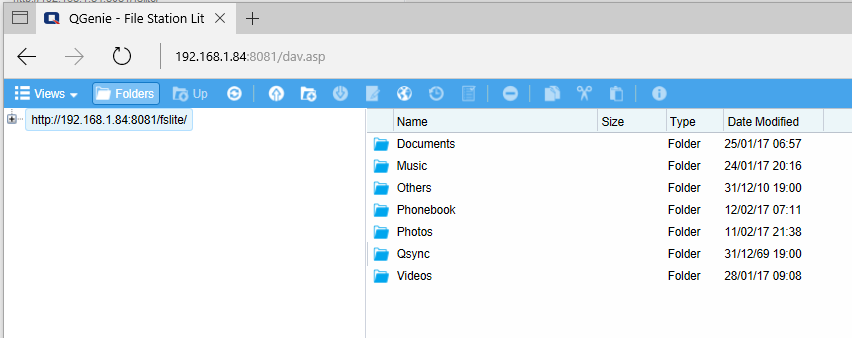 QGenie - File Station Lit
192.168.1.84:8081/dav.asp
Views Folders Up
http://192.168.1.84:8081/fslite/
Name Size Type Date Modified
Documents Folder 25/01/17 06:57
Music Folder 24/01/17 20:16
Others Folder 31/12/10 19:00
Phonebook Folder 12/02/17 07:11
Photos Folder 11/02/17 21:38
Qsync Folder 31/12/69 19:00
Videos Folder 28/01/17 09:08